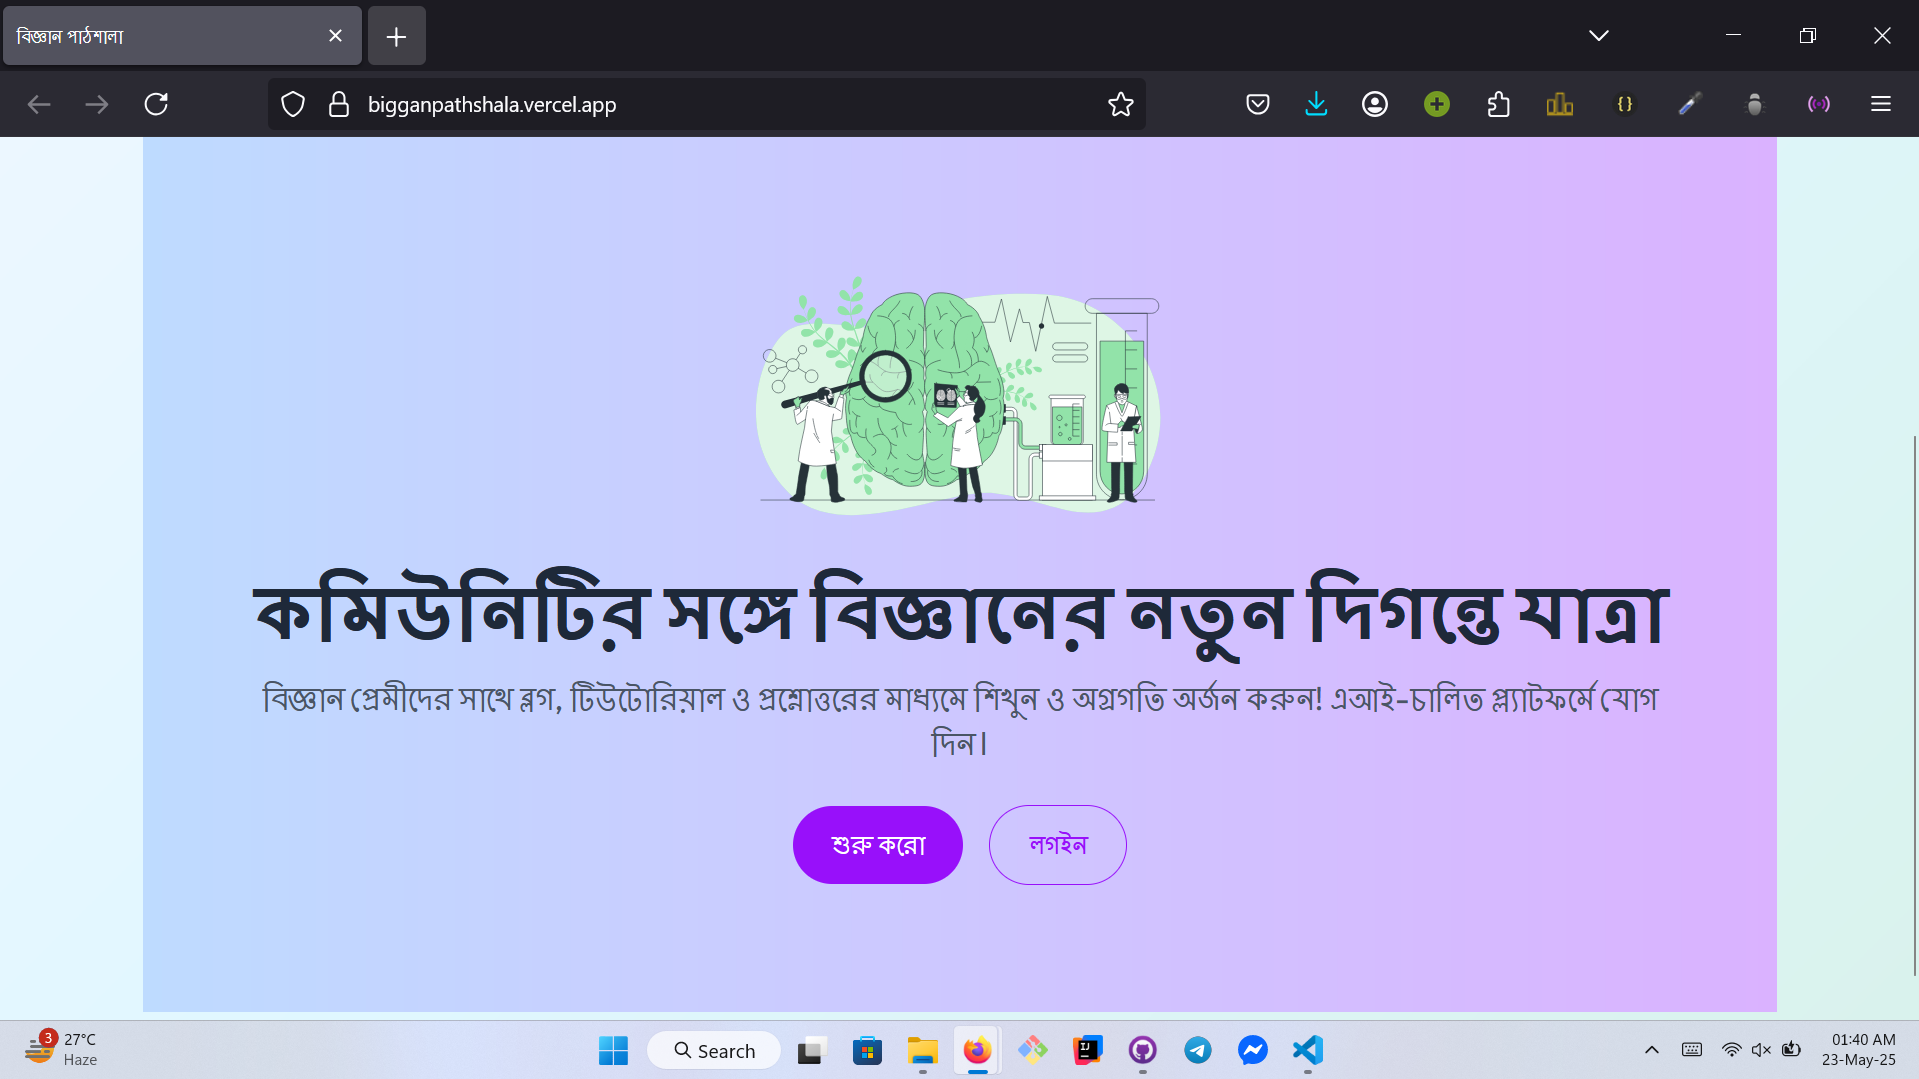 বিজ্ঞান পাঠশালা
bigganpathshala.vercel.app
কমিউনিটির সঙ্গে বিজ্ঞানের নতুন দিগন্তে যাত্রা
বিজ্ঞান প্রেমীদের সাথে ব্লগ, টিউটোরিয়াল ও প্রশ্নোত্তরের মাধ্যমে শিখুন ও অগ্রগতি অর্জন করুন! এআই-চালিত প্ল্যাটফর্মে যোগ
দিন।
শুরু করো
লগইন
3
27°C
Haze
Search
01:40 AM
23-May-25